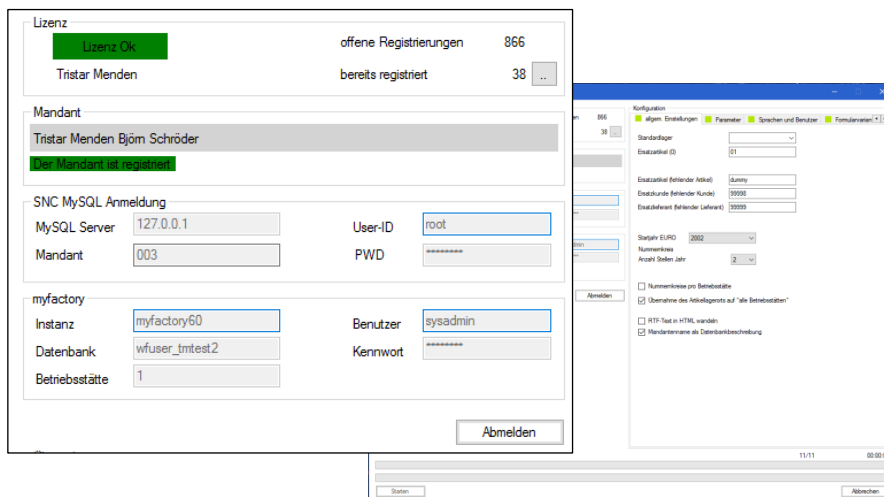 Lizenz
Lizenz Ok
offene Registrierungen 866
Tristar Menden
bereits registriert 38 ..
Mandant
Tristar Menden Björn Schröder
Der Mandant ist registriert
SNC MySQL Anmeldung
MySQL Server 127.0.0.1 User-ID root
Mandant 003 PWD ********
myfactory
Instanz myfactory60 Benutzer sysadmin
Datenbank wfuser_tmtest2 Kennwort ********
Betriebsstätte 1
Abmelden
866
38 ..
Abmelden
Konfiguration
allgem. Einstellungen Parameter Sprachen und Benutzer Formularvarian
Standardlager
Ersatzartikel (0) 01
Ersatzartikel (fehlender Artikel) dummy
Ersatzkunde (fehlender Kunde) 99998
Ersatzlieferant (fehlender Lieferant) 99999
Startjahr EURO 2002
Nummernkreis
Anzahl Stellen Jahr 2
Nummernkreise pro Betriebsstätte
Übernahme des Artikellagerorts auf "alle Betriebsstätten"
RTF-Text in HTML wandeln
Mandantenname als Datenbankbeschreibung
11/11 00:00:
Starten Abbrechen